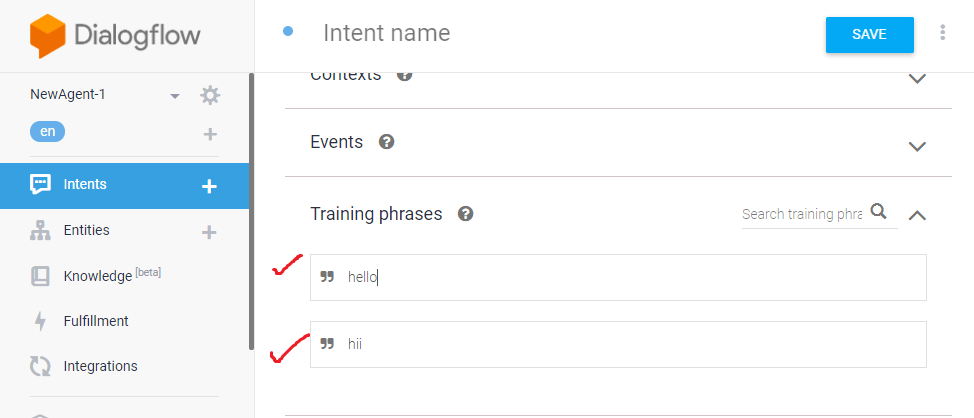 Dialogflow
Intent name
SAVE
NewAgent-1
en
Intents
Entities
Knowledge [beta]
Fulfillment
Integrations
Contexts
Events
Training phrases
Search training phra
hello
hii